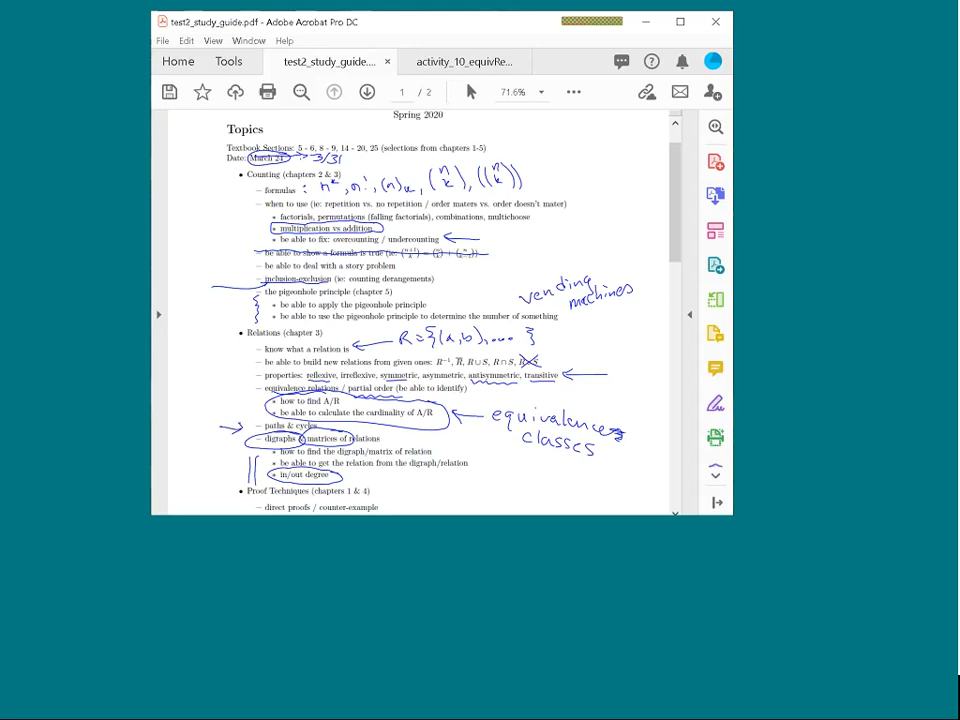 test2_study_guide.pdf - Adobe Acrobat Pro DC
File Edit View Window Help
Home Tools test2_study_guide.... × activity_10_equivRe...
1 / 2 71.6%
Spring 2020
Topics
Textbook Sections: 5 - 6, 8 - 9, 14 - 20, 25 (selections from chapters 1-5)
Date: March 24 → 3/31
• Counting (chapters 2 & 3)
– formulas : n^k, n!, (n)_k, (n k), ((n k))
– when to use (ie: repetition vs. no repetition / order maters vs. order doesn't mater)
∗ factorials, permutations (falling factorials), combinations, multichoose
∗ multiplication vs addition
∗ be able to fix: overcounting / undercounting
– be able to show a formula is true (ie: (n+1 k) = (n k) + (n k−1))
– be able to deal with a story problem
– inclusion-exclusion (ie: counting derangements)
– the pigeonhole principle (chapter 5)
vending machines
∗ be able to apply the pigeonhole principle
∗ be able to use the pigeonhole principle to determine the number of something
• Relations (chapter 3)
– know what a relation is ← R = {(a,b), .... }
– be able to build new relations from given ones: R⁻¹, R̅, R ∪ S, R ∩ S, R × S
– properties: reflexive, irreflexive, symmetric, asymmetric, antisymmetric, transitive
– equivalence relations / partial order (be able to identify)
∗ how to find A/R
∗ be able to calculate the cardinality of A/R
equivalence classes
– paths & cycles
– digraphs & matrices of relations
∗ how to find the digraph/matrix of relation
∗ be able to get the relation from the digraph/relation
∗ in/out degree
• Proof Techniques (chapters 1 & 4)
– direct proofs / counter-example